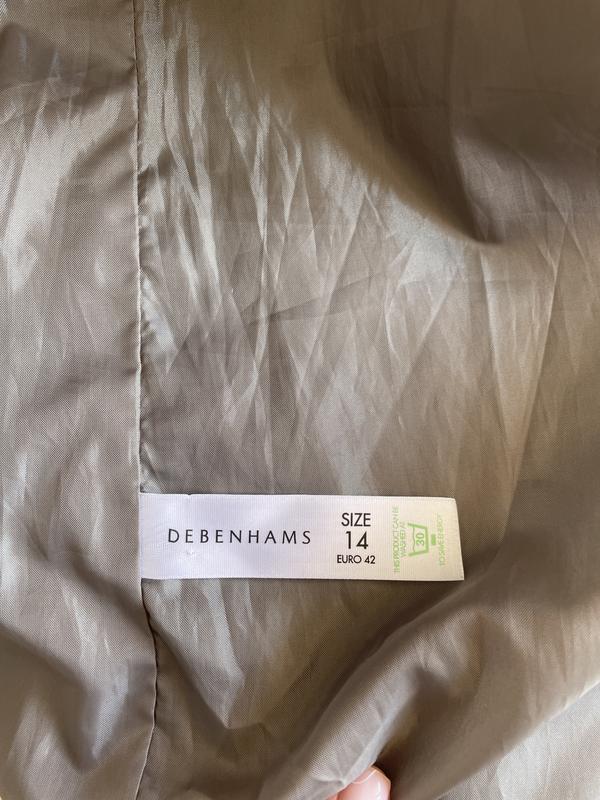 DEBENHAMS
SIZE
14
EURO 42
THIS PRODUCT CAN BE
WASHED AT
30
TO SAVE ENERGY